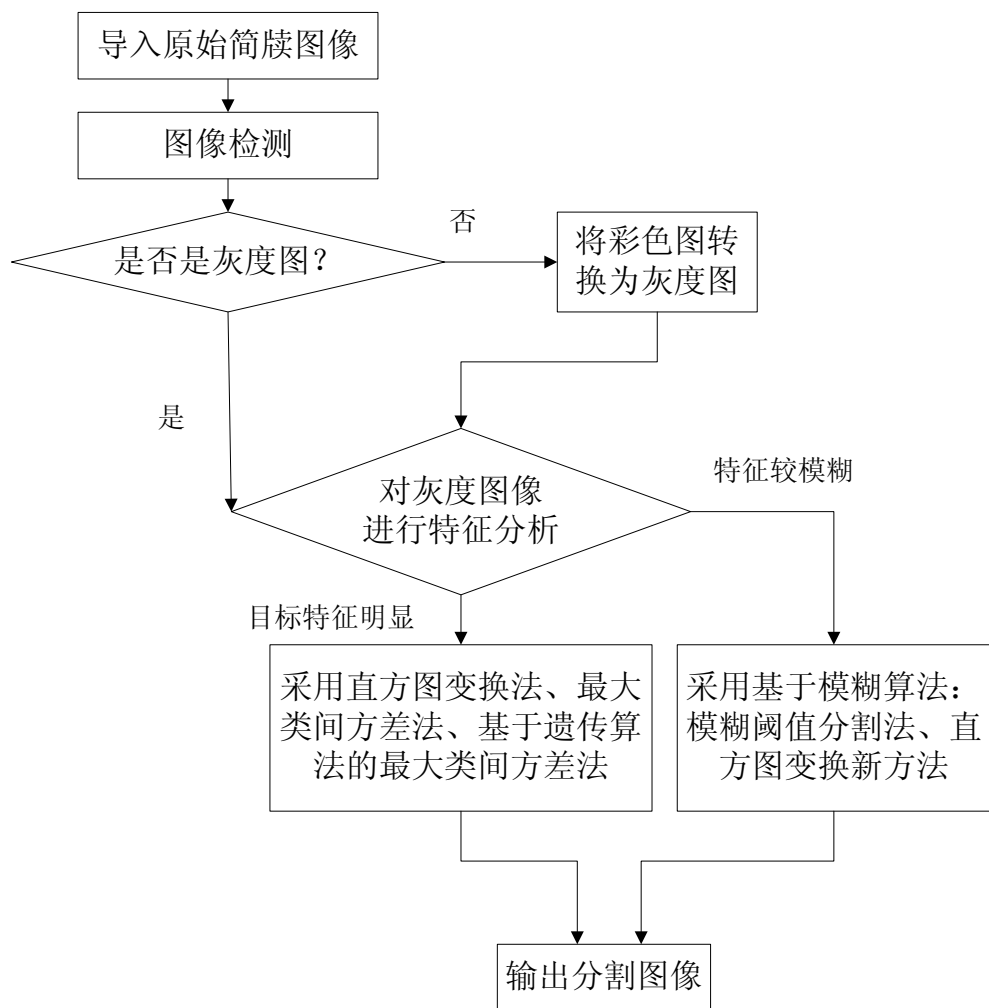 导入原始简牍图像
图像检测
是否是灰度图？
否
将彩色图转
换为灰度图
是
对灰度图像
进行特征分析
特征较模糊
目标特征明显
采用直方图变换法、最大
类间方差法、基于遗传算
法的最大类间方差法
采用基于模糊算法：
模糊阈值分割法、直
方图变换新方法
输出分割图像